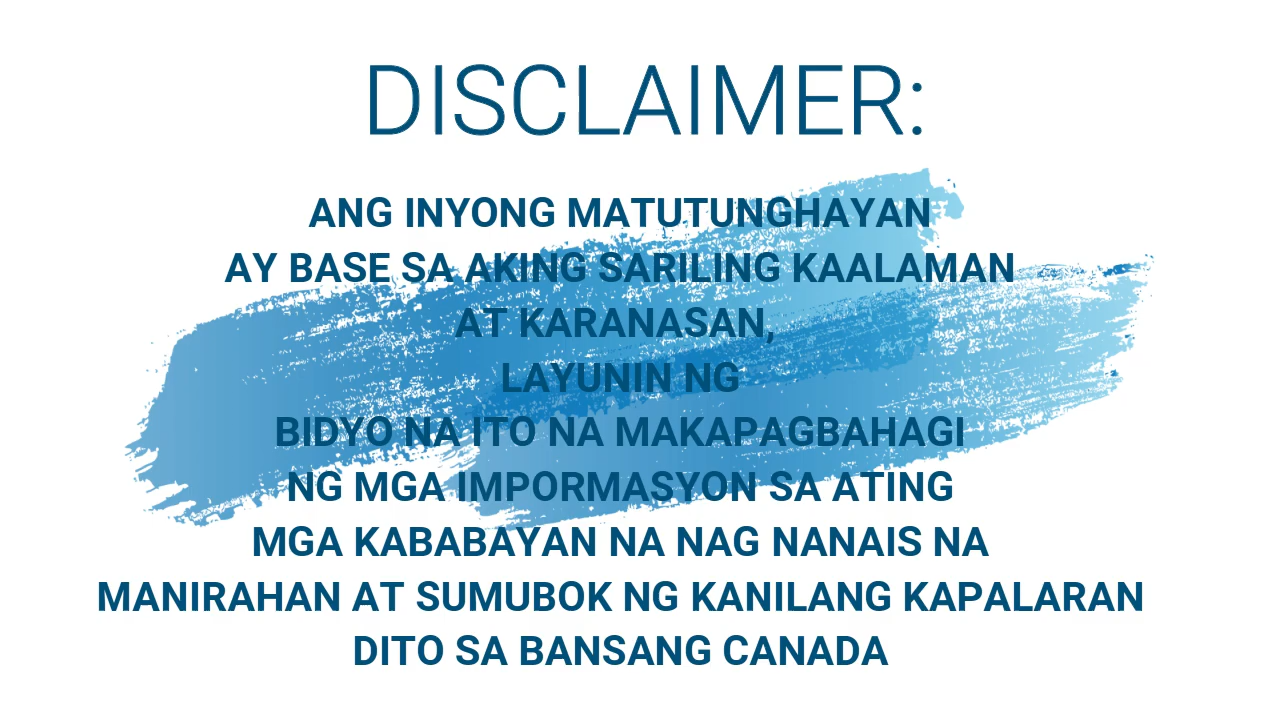 DISCLAIMER:
ANG INYONG MATUTUNGHAYAN
AY BASE SA AKING SARILING KAALAMAN
AT KARANASAN,
LAYUNIN NG
BIDYO NA ITO NA MAKAPAGBAHAGI
NG MGA IMPORMASYON SA ATING
MGA KABABAYAN NA NAG NANAIS NA
MANIRAHAN AT SUMUBOK NG KANILANG KAPALARAN
DITO SA BANSANG CANADA